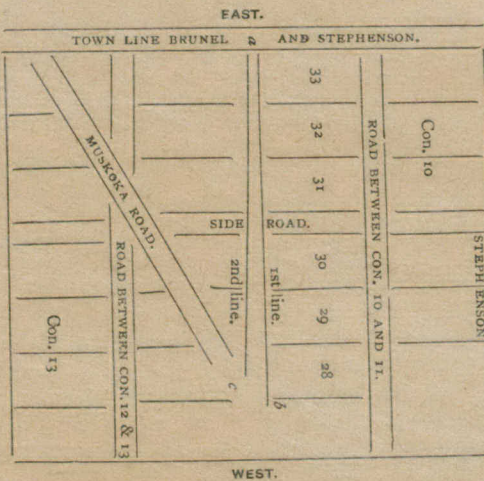 EAST.
TOWN LINE BRUNEL a AND STEPHENSON.
33
32
31
30
29
28
MUSKOKA ROAD.
ROAD BETWEEN CON. 10 AND 11.
Con. 10
SIDE ROAD.
STEPHENSON
2nd line.
1st line.
ROAD BETWEEN CON. 12 & 13
Con. 13
c
b
WEST.